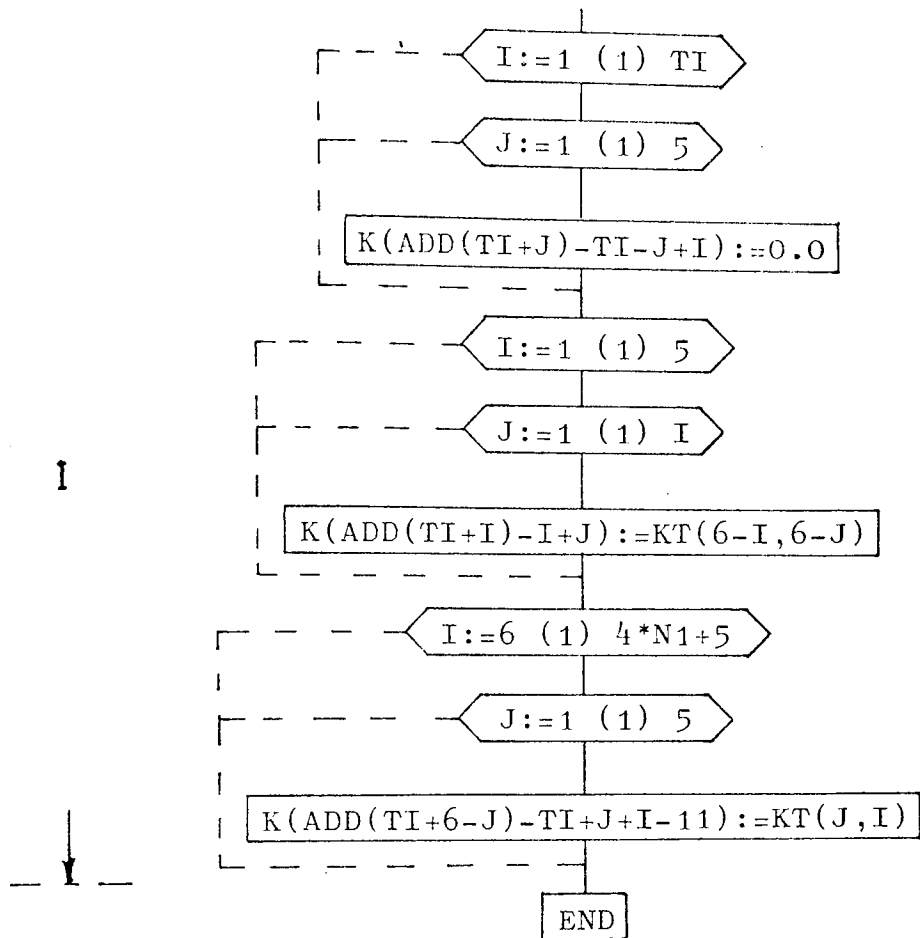 I:=1 (1) TI
J:=1 (1) 5
K(ADD(TI+J)-TI-J+I):=0.0
I:=1 (1) 5
J:=1 (1) I
I
K(ADD(TI+I)-I+J):=KT(6-I,6-J)
I:=6 (1) 4*N1+5
J:=1 (1) 5
K(ADD(TI+6-J)-TI+J+I-11):=KT(J,I)
END